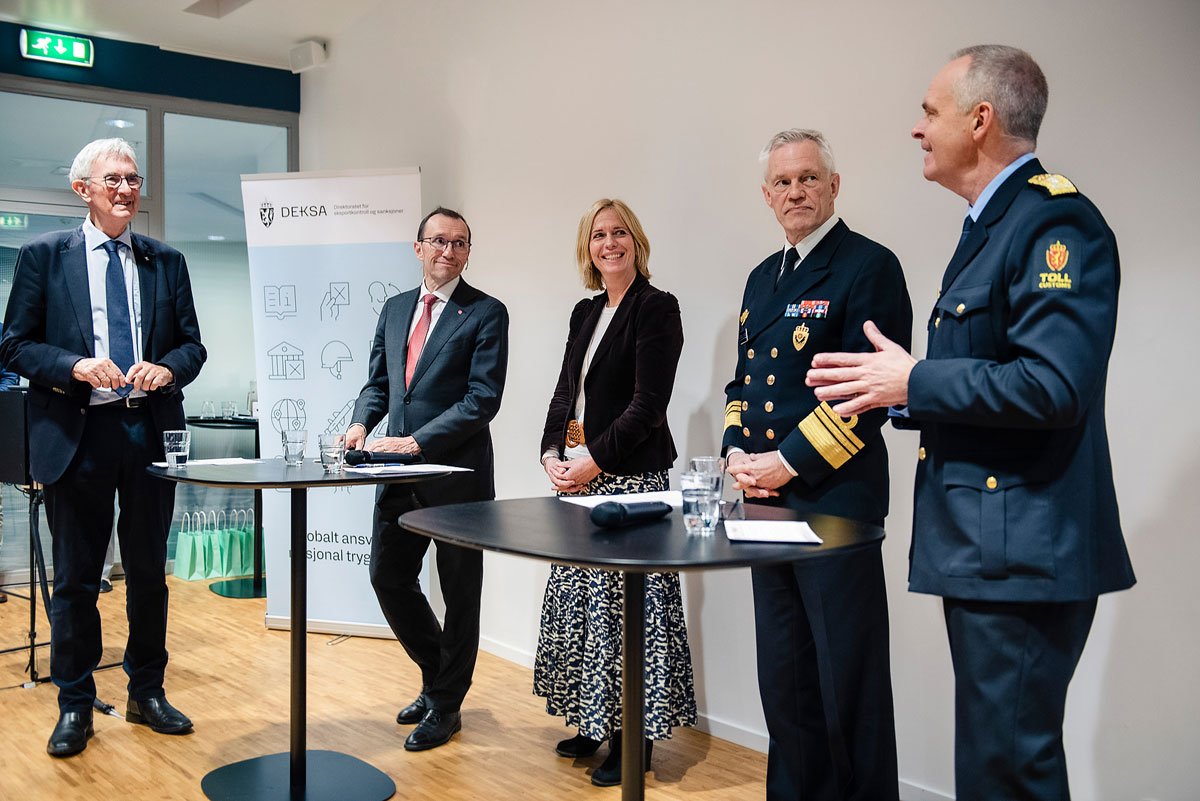 DEKSA
Direktoratet for
eksportkontroll og sanksjoner
obalt ansv
sjonal tryg
TOLL
CUSTOMS